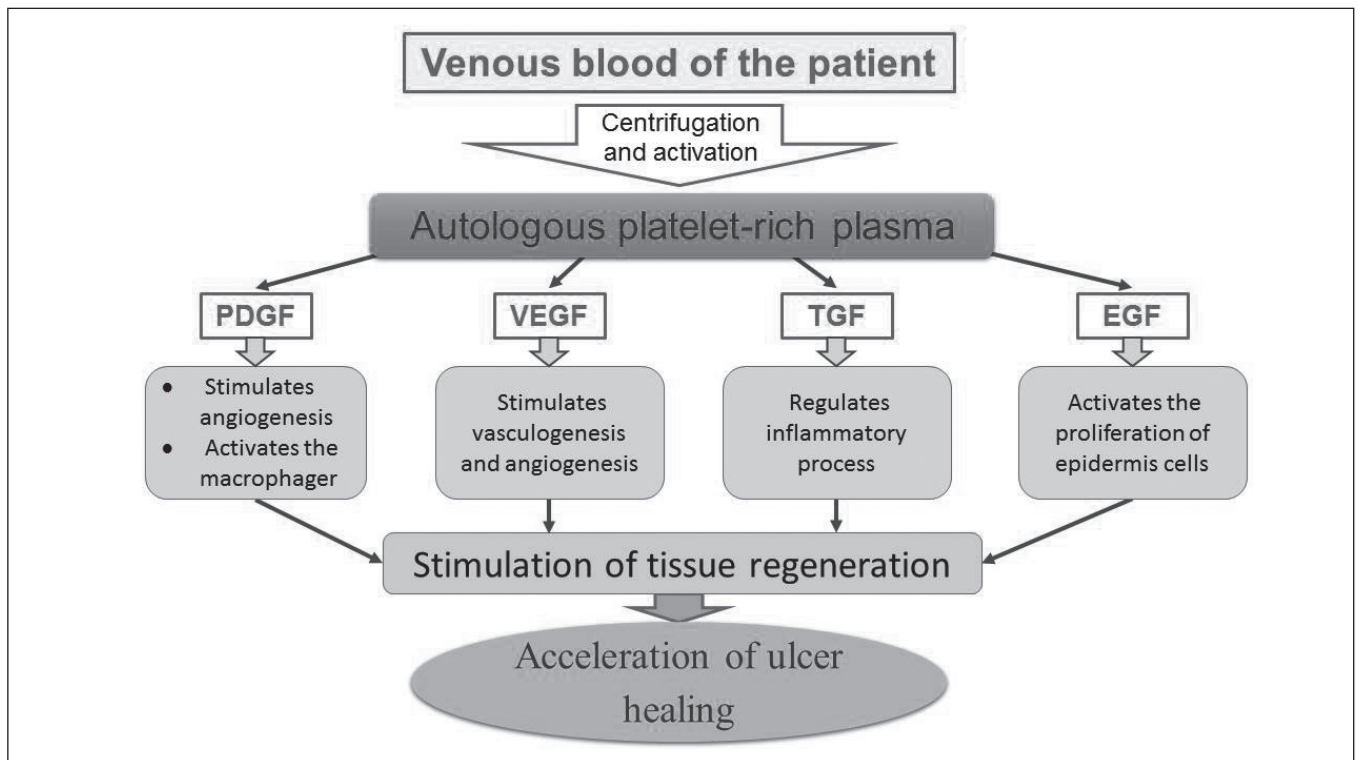 Venous blood of the patient
Centrifugation
and activation
Autologous platelet-rich plasma
PDGF
VEGF
TGF
EGF
● Stimulates
angiogenesis
● Activates the
macrophager
Stimulates
vasculogenesis
and angiogenesis
Regulates
inflammatory
process
Activates the
proliferation of
epidermis cells
Stimulation of tissue regeneration
Acceleration of ulcer
healing